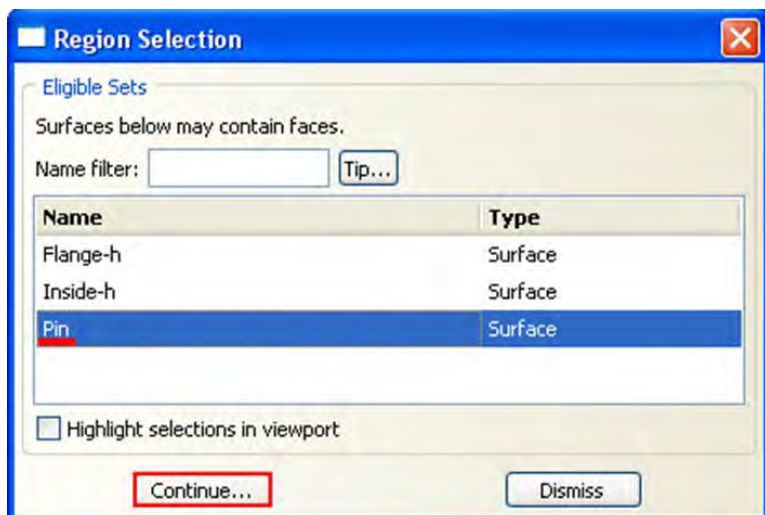 Region Selection
Eligible Sets
Surfaces below may contain faces.
Name filter: Tip...
Name Type
Flange-h Surface
Inside-h Surface
Pin Surface
Highlight selections in viewport
Continue... Dismiss